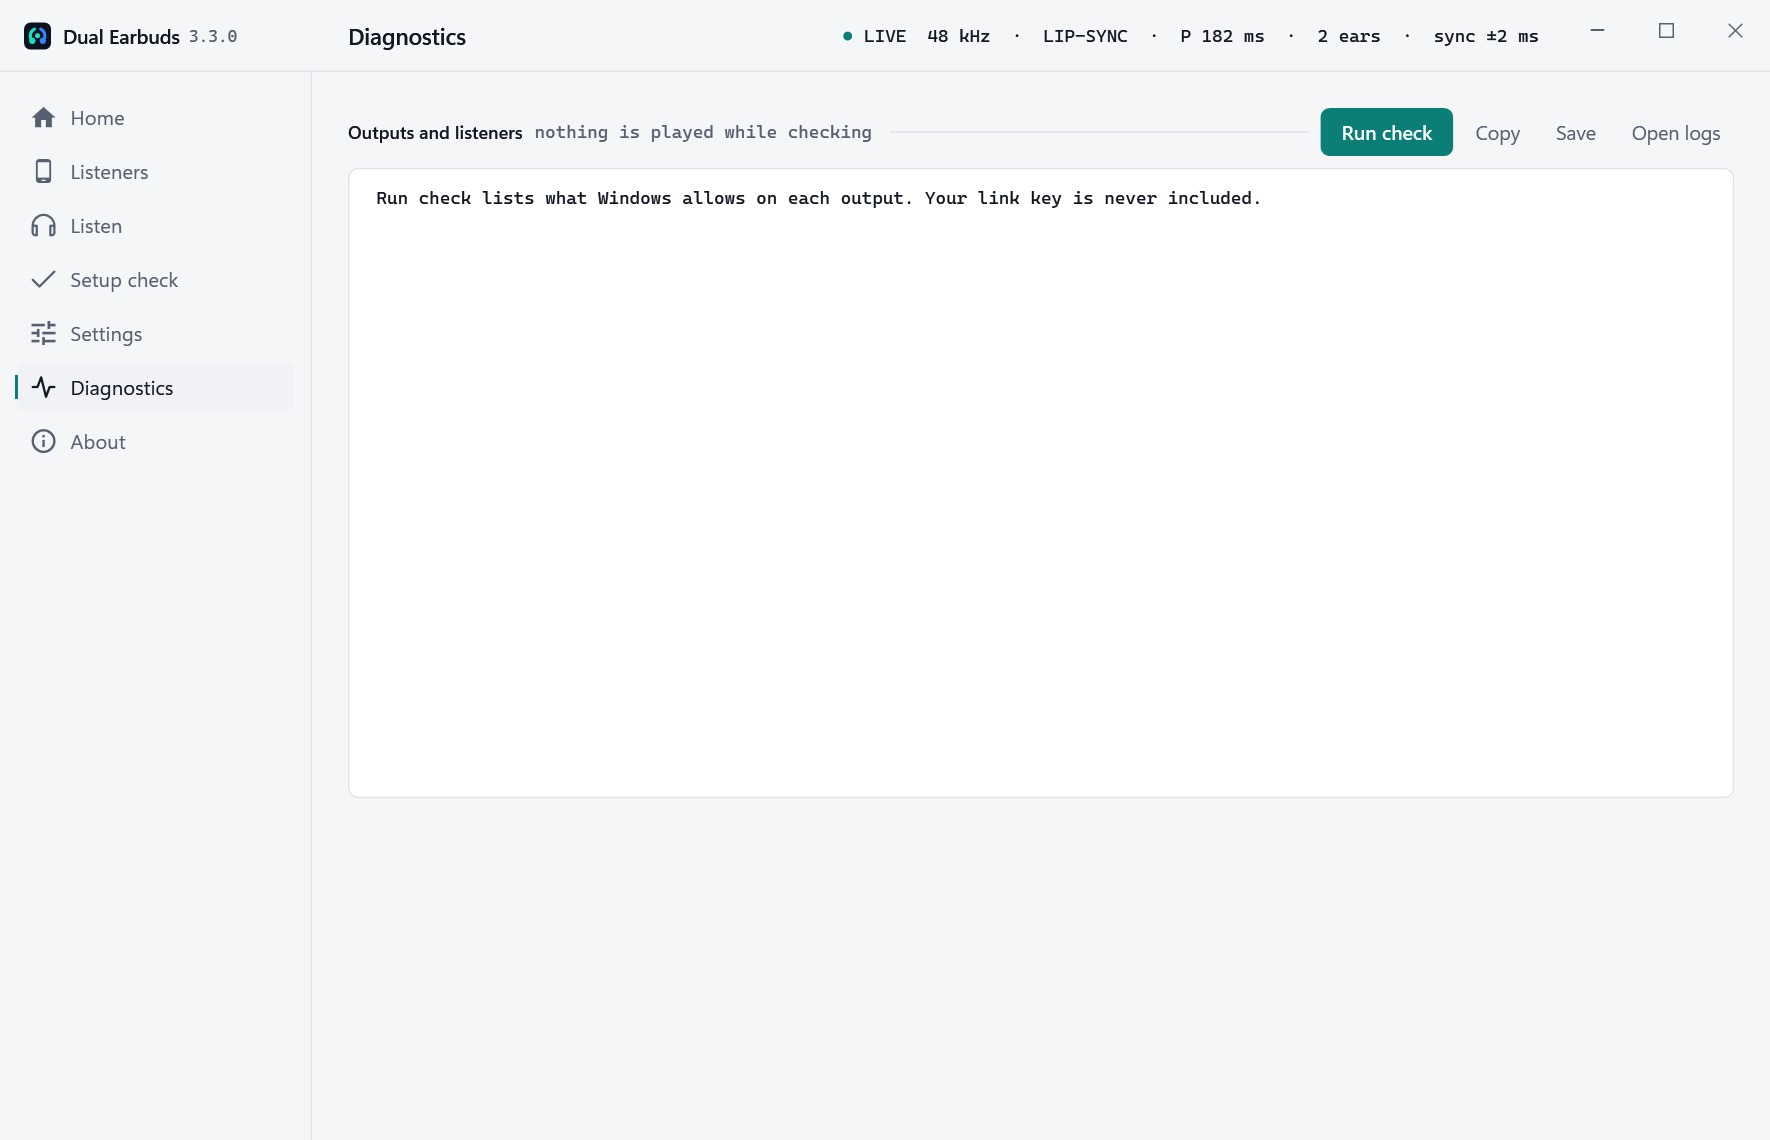 Dual Earbuds 3.3.0
Diagnostics
LIVE 48 kHz · LIP-SYNC · P 182 ms · 2 ears · sync ±2 ms
Home
Listeners
Listen
Setup check
Settings
Diagnostics
About
Outputs and listeners nothing is played while checking
Run check
Copy
Save
Open logs
Run check lists what Windows allows on each output. Your link key is never included.